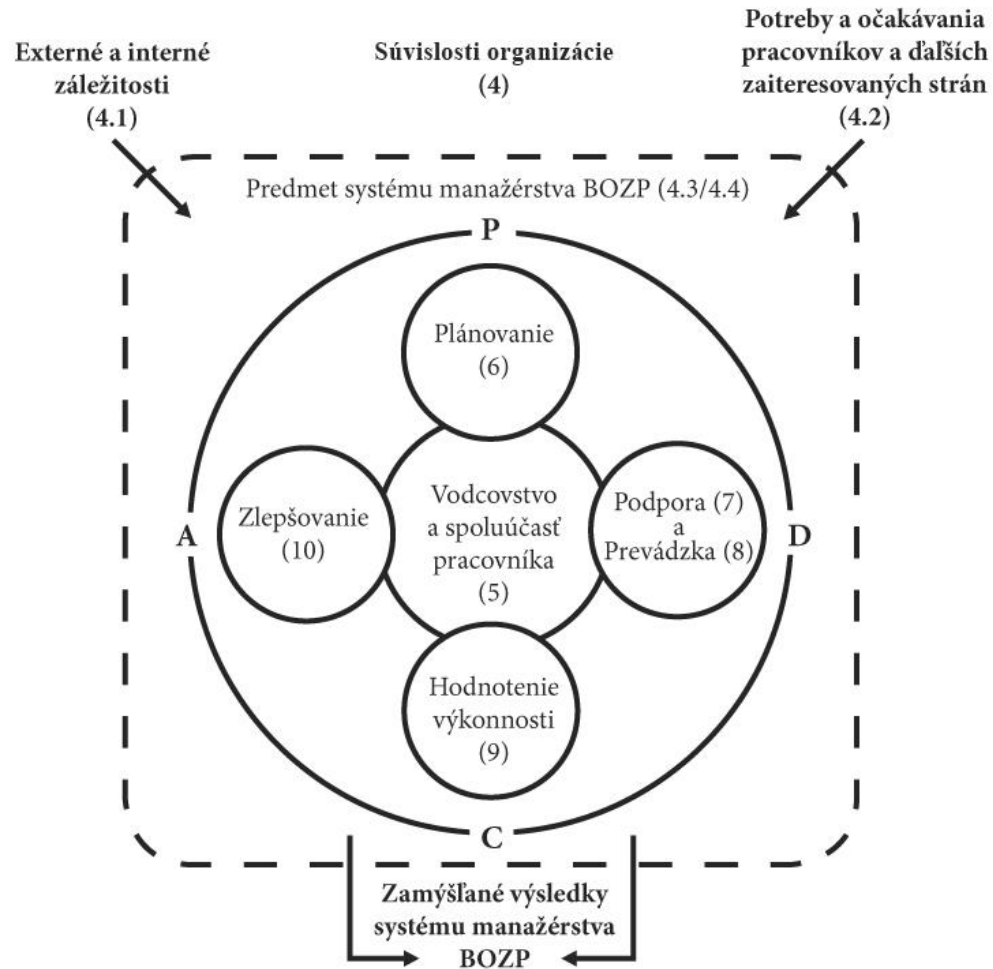 Externé a interné
záležitosti
(4.1)
Súvislosti organizácie
(4)
Potreby a očakávania
pracovníkov a ďalších
zaiteresovaných strán
(4.2)
Predmet systému manažérstva BOZP (4.3/4.4)
P
Plánovanie
(6)
A
Zlepšovanie
(10)
Vodcovstvo
a spoluúčasť
pracovníka
(5)
Podpora (7)
a
Prevádzka (8)
D
Hodnotenie
výkonnosti
(9)
C
Zamýšľané výsledky
systému manažérstva
BOZP